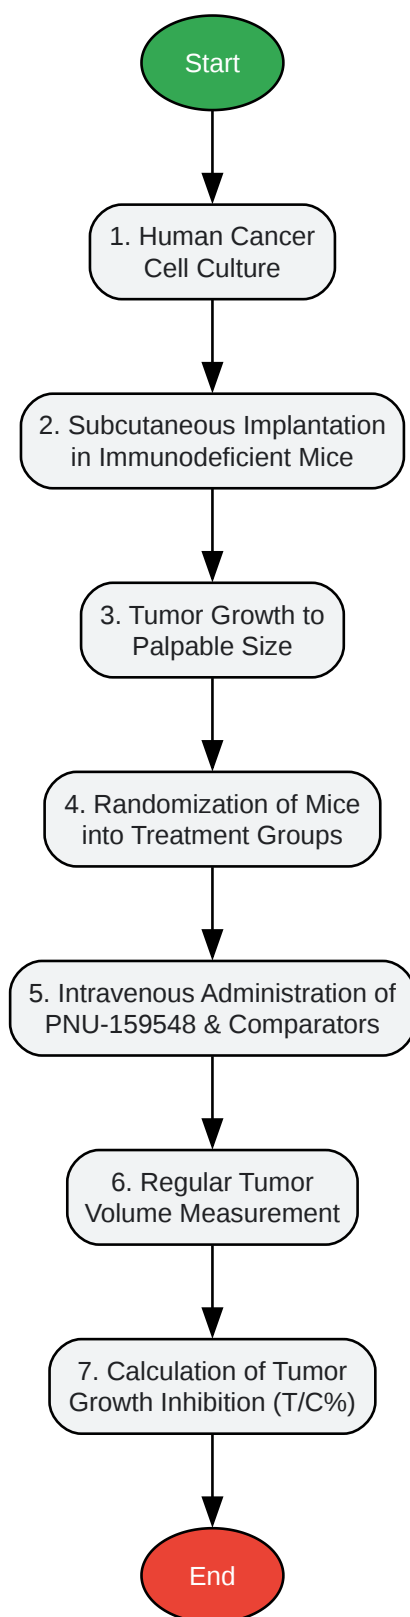 Start
1. Human Cancer
Cell Culture
2. Subcutaneous Implantation
in Immunodeficient Mice
3. Tumor Growth to
Palpable Size
4. Randomization of Mice
into Treatment Groups
5. Intravenous Administration of
PNU-159548 & Comparators
6. Regular Tumor
Volume Measurement
7. Calculation of Tumor
Growth Inhibition (T/C%)
End